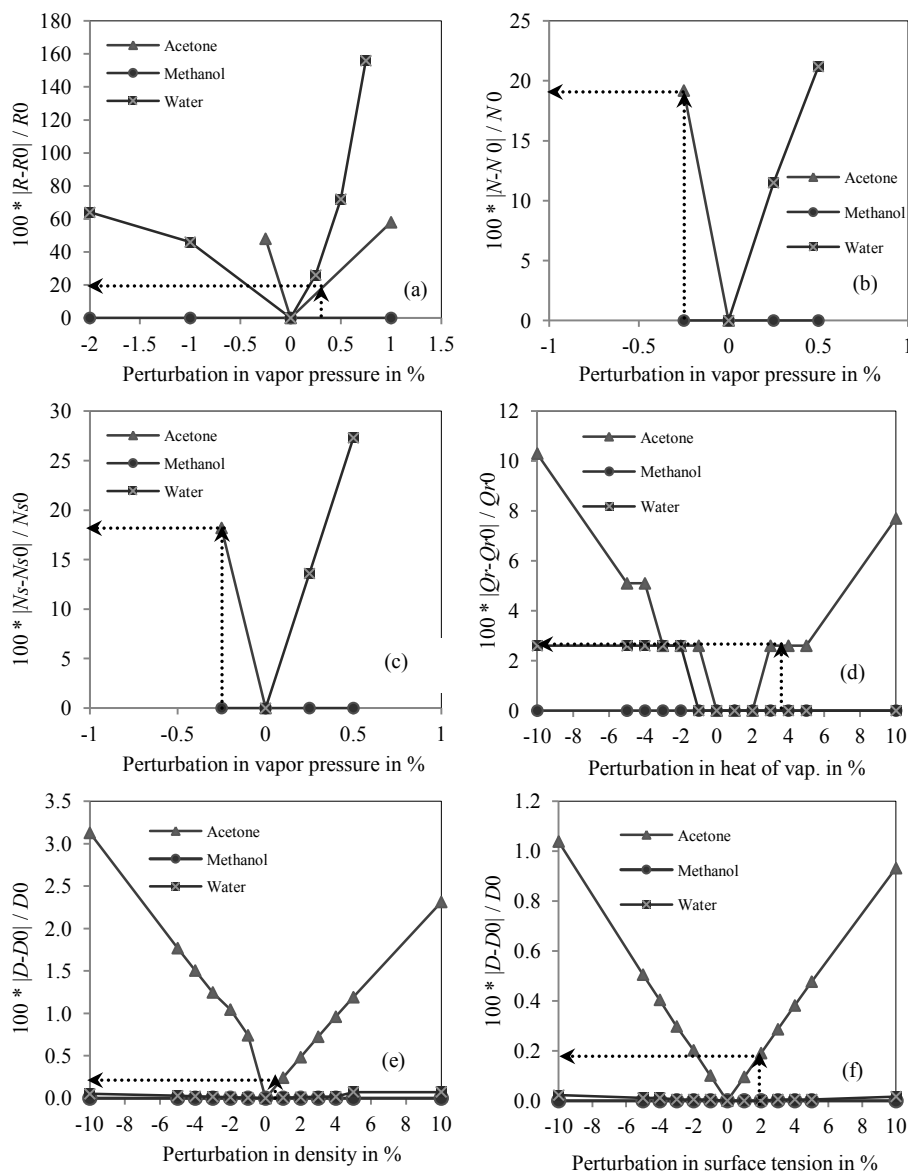 180
160
140
120
100
80
60
40
20
0
100 * |R-R0| / R0
Acetone
Methanol
Water
(a)
-2 -1.5 -1 -0.5 0 0.5 1 1.5
Perturbation in vapor pressure in %
25
20
15
10
5
0
100 * |N-N 0| / N 0
Acetone
Methanol
Water
(b)
-1 -0.5 0 0.5 1
Perturbation in vapor pressure in %
30
25
20
15
10
5
0
100 * |Ns-Ns0| / Ns0
Acetone
Methanol
Water
(c)
-1 -0.5 0 0.5 1
Perturbation in vapor pressure in %
12
10
8
6
4
2
0
100 * |Qr-Qr0| / Qr0
Acetone
Methanol
Water
(d)
-10 -8 -6 -4 -2 0 2 4 6 8 10
Perturbation in heat of vap. in %
3.5
3.0
2.5
2.0
1.5
1.0
0.5
0.0
100 * |D-D0| / D0
Acetone
Methanol
Water
(e)
-10 -8 -6 -4 -2 0 2 4 6 8 10
Perturbation in density in %
1.2
1.0
0.8
0.6
0.4
0.2
0.0
100 * |D-D0| / D0
Acetone
Methanol
Water
(f)
-10 -8 -6 -4 -2 0 2 4 6 8 10
Perturbation in surface tension in %